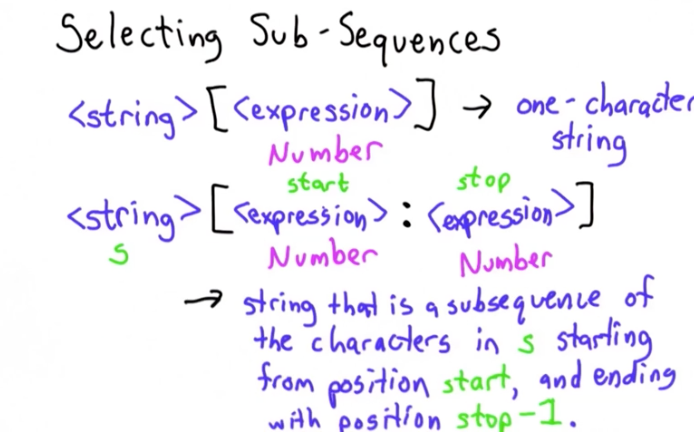 Selecting Sub-Sequences
<string>[<expression>] → one-character
string
Number
start stop
<string>[<expression> : <expression>]
s Number Number
→ string that is a subsequence of
the characters in s starting
from position start, and ending
with position stop-1.